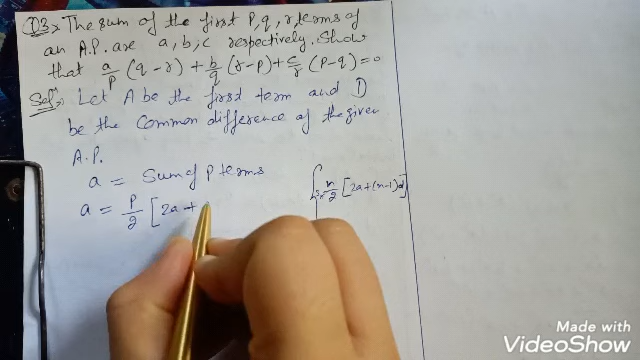 Q3, The sum of the first p, q, r, terms of
an A.P. are a, b, c respectively. Show
that a/p (q-r) + b/q (r-p) + c/r (p-q) = 0
Sol: Let A be the first term and D
be the common difference of the given
A.P.
a = Sum of p terms
a = p/2 [2a +
n/2 [2a+(n-1)d]
Made with
VideoShow